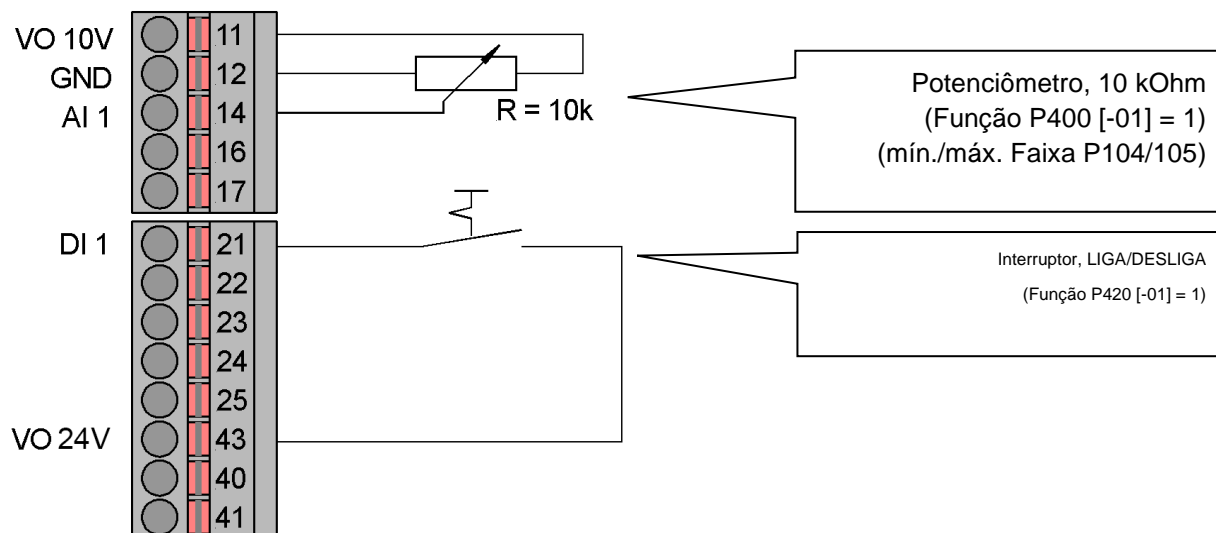 VO 10V
GND
AI 1
11
12
14
16
17
R = 10k
Potenciômetro, 10 kOhm
(Função P400 [-01] = 1)
(mín./máx. Faixa P104/105)
DI 1
VO 24V
21
22
23
24
25
43
40
41
Interruptor, LIGA/DESLIGA
(Função P420 [-01] = 1)